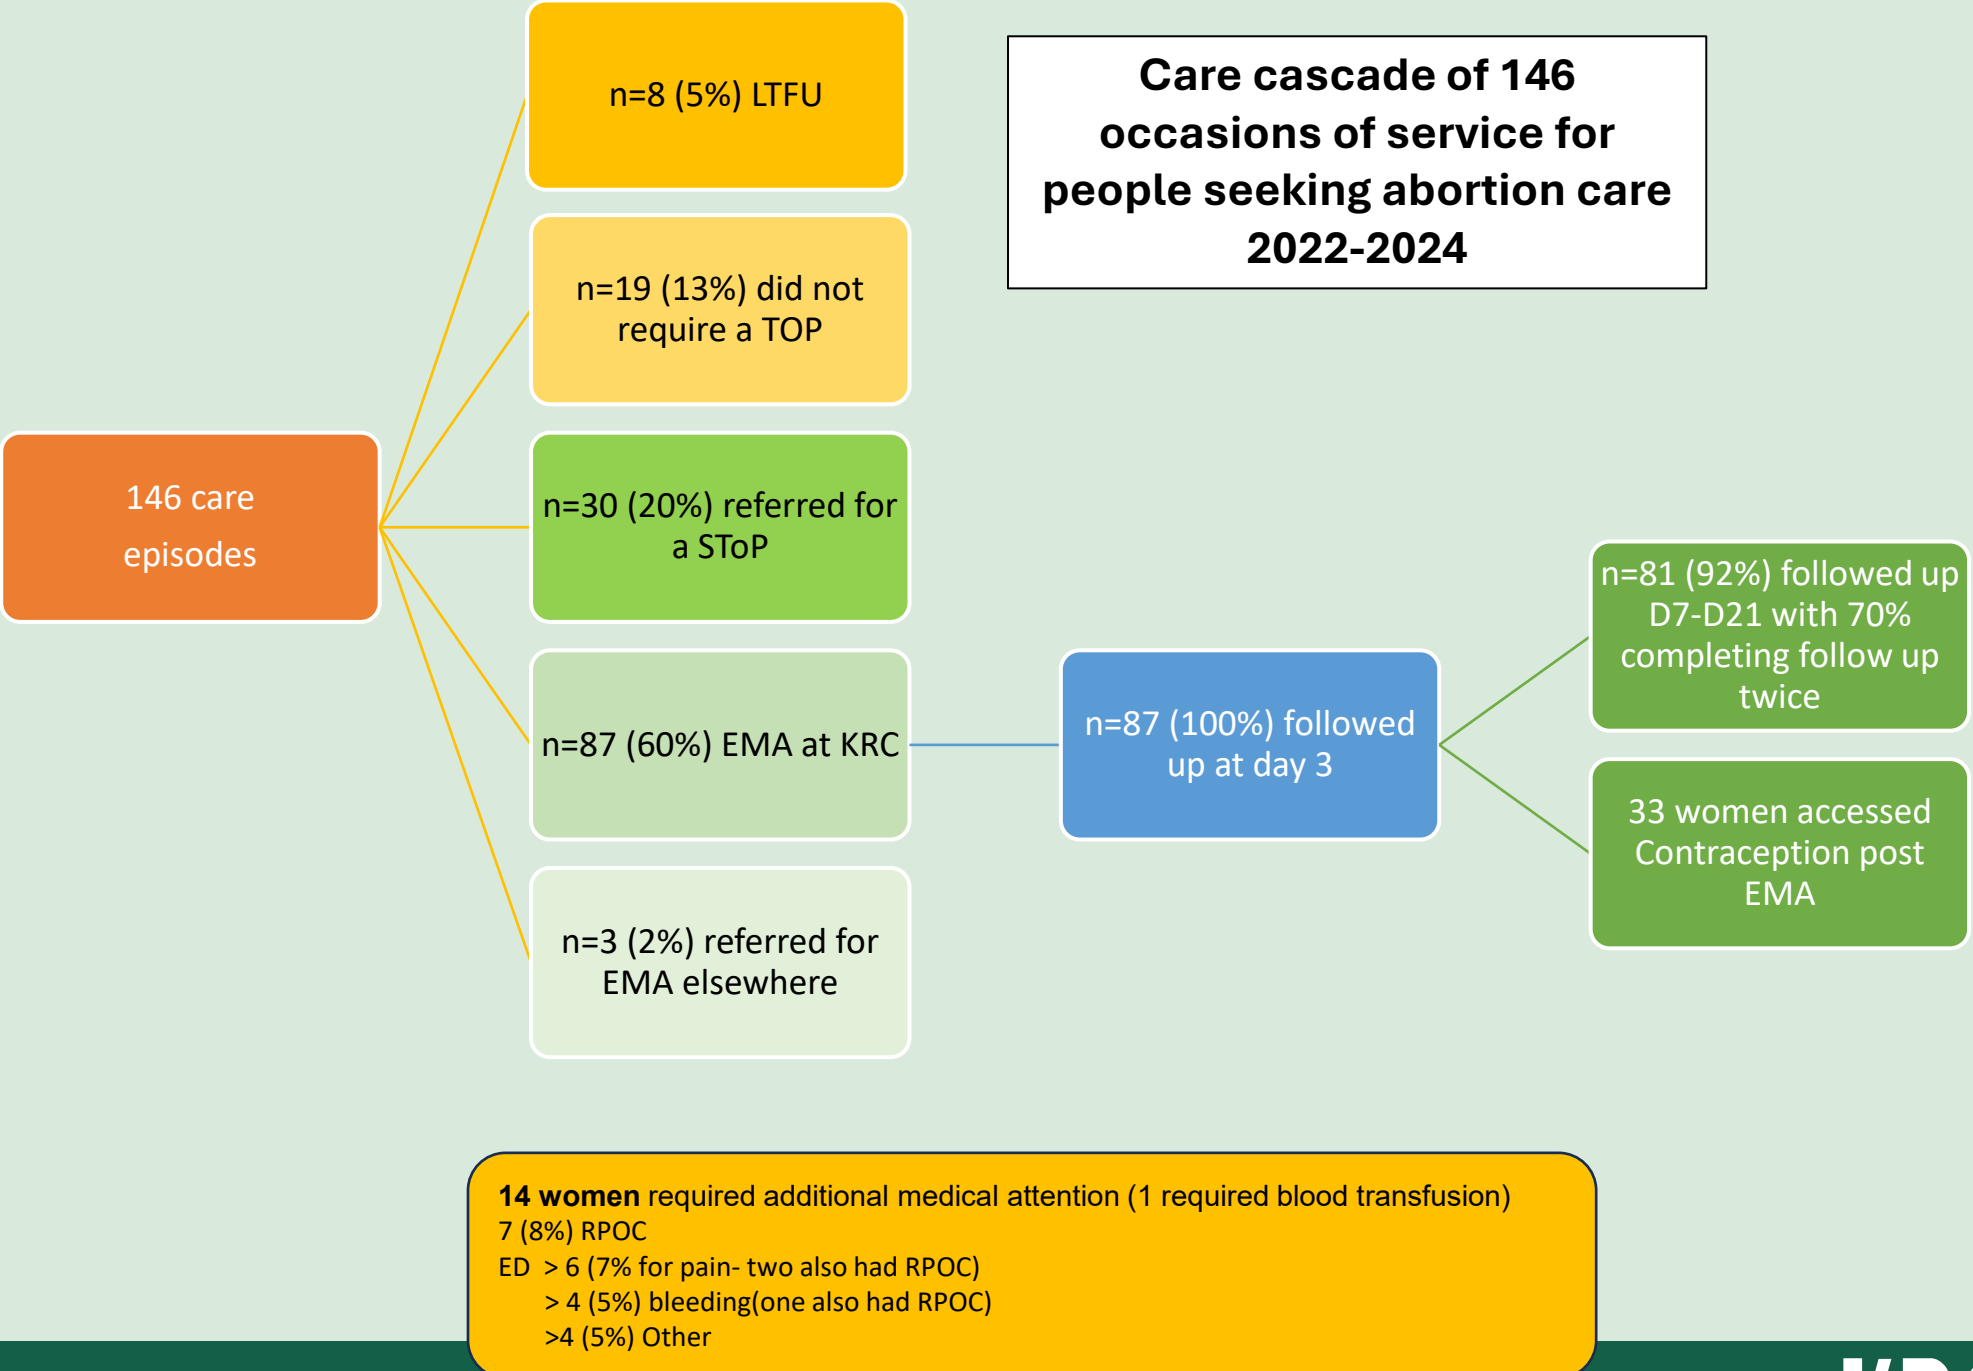 Care cascade of 146
occasions of service for
people seeking abortion care
2022-2024
n=8 (5%) LTFU
n=19 (13%) did not
require a TOP
146 care
episodes
n=30 (20%) referred for
a SToP
n=87 (60%) EMA at KRC
n=3 (2%) referred for
EMA elsewhere
n=87 (100%) followed
up at day 3
n=81 (92%) followed up
D7-D21 with 70%
completing follow up
twice
33 women accessed
Contraception post
EMA
14 women required additional medical attention (1 required blood transfusion)
7 (8%) RPOC
ED > 6 (7% for pain- two also had RPOC)
> 4 (5%) bleeding(one also had RPOC)
>4 (5%) Other